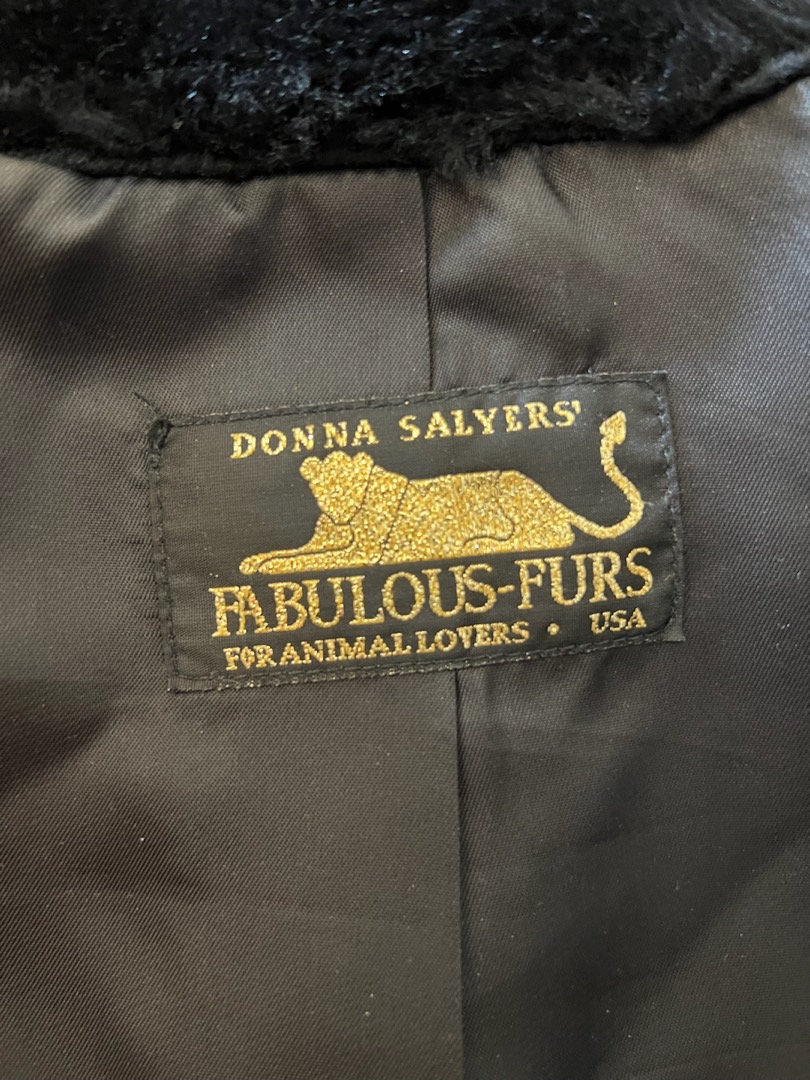 DONNA SALYERS'
FABULOUS-FURS
FOR ANIMAL LOVERS • USA